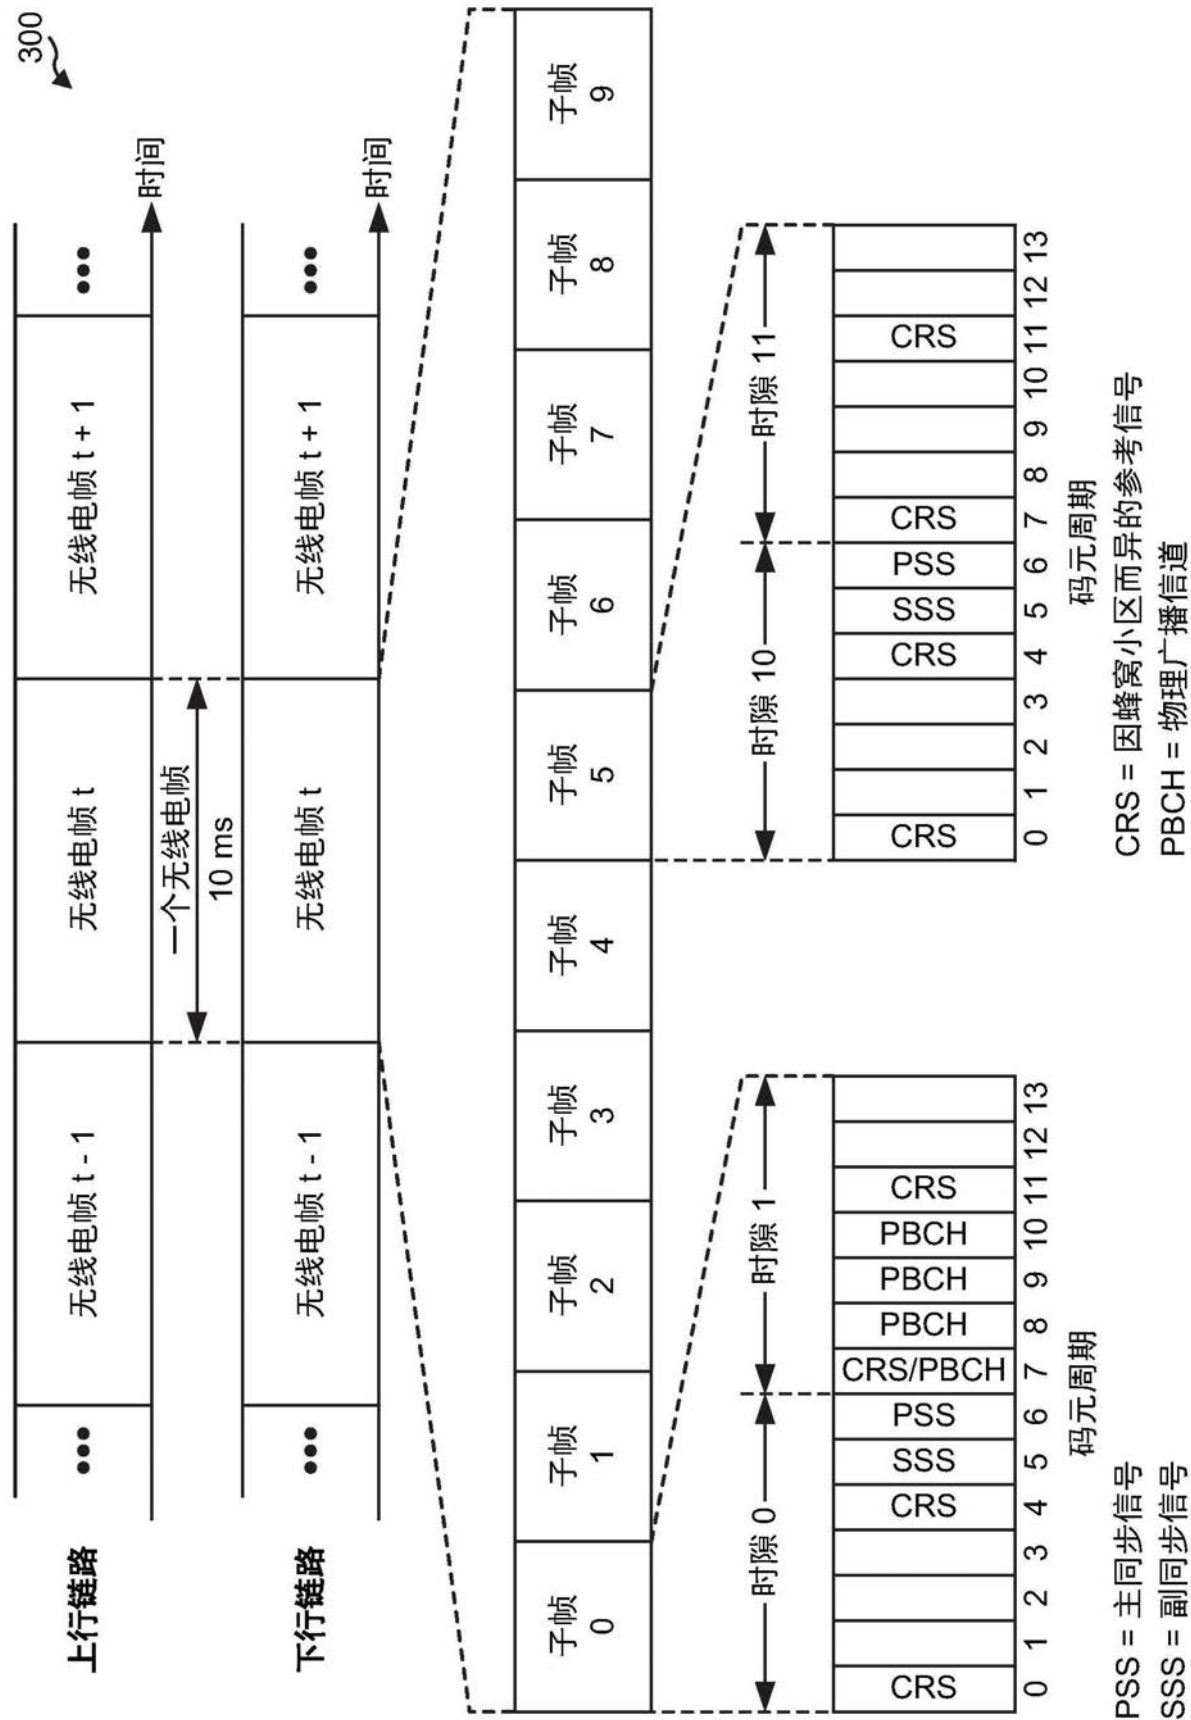 300
上行链路
••• 无线电帧 t - 1 无线电帧 t 无线电帧 t + 1 •••
时间
一个无线电帧
10 ms
下行链路
••• 无线电帧 t - 1 无线电帧 t 无线电帧 t + 1 •••
时间
子帧 子帧 子帧 子帧 子帧 子帧 子帧 子帧 子帧 子帧
0 1 2 3 4 5 6 7 8 9
时隙 0 时隙 1
CRS CRS SSS PSS CRS/PBCH PBCH PBCH PBCH CRS
0 1 2 3 4 5 6 7 8 9 10 11 12 13
码元周期
时隙 10 时隙 11
CRS CRS SSS PSS CRS CRS
0 1 2 3 4 5 6 7 8 9 10 11 12 13
码元周期
PSS = 主同步信号
SSS = 副同步信号
CRS = 因蜂窝小区而异的参考信号
PBCH = 物理广播信道